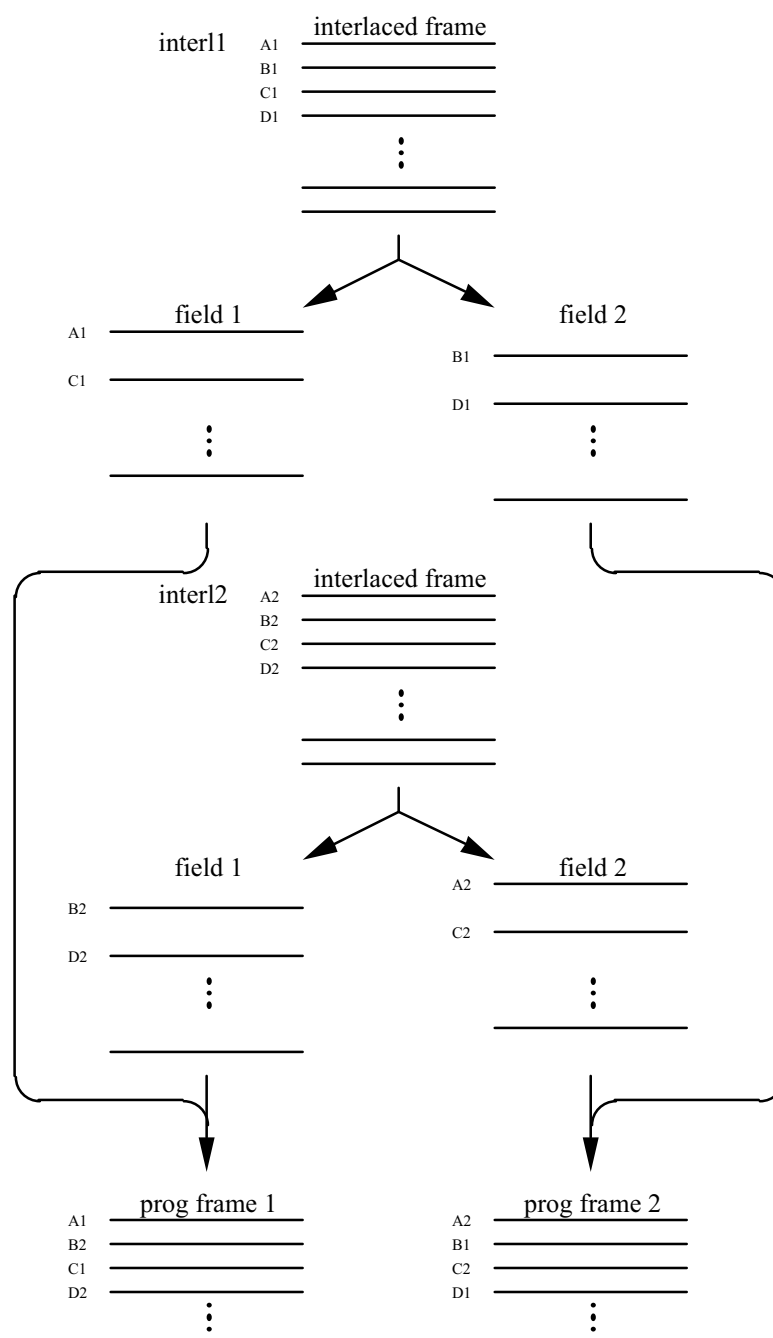 interlaced frame
interl1
A1
B1
C1
D1
field 1
field 2
A1
B1
C1
D1
interlaced frame
interl2
A2
B2
C2
D2
field 1
field 2
A2
B2
C2
D2
prog frame 1
prog frame 2
A1
A2
B2
B1
C1
C2
D2
D1